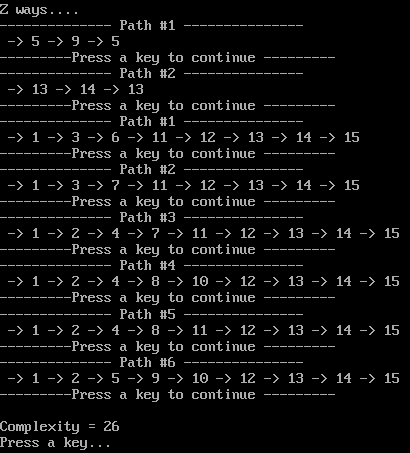 Z ways....
-------------- Path #1 ---------------
-> 5 -> 9 -> 5
---------Press a key to continue ---------
-------------- Path #2 ---------------
-> 13 -> 14 -> 13
---------Press a key to continue ---------
-------------- Path #1 ---------------
-> 1 -> 3 -> 6 -> 11 -> 12 -> 13 -> 14 -> 15
---------Press a key to continue ---------
-------------- Path #2 ---------------
-> 1 -> 3 -> 7 -> 11 -> 12 -> 13 -> 14 -> 15
---------Press a key to continue ---------
-------------- Path #3 ---------------
-> 1 -> 2 -> 4 -> 7 -> 11 -> 12 -> 13 -> 14 -> 15
---------Press a key to continue ---------
-------------- Path #4 ---------------
-> 1 -> 2 -> 4 -> 8 -> 10 -> 12 -> 13 -> 14 -> 15
---------Press a key to continue ---------
-------------- Path #5 ---------------
-> 1 -> 2 -> 4 -> 8 -> 11 -> 12 -> 13 -> 14 -> 15
---------Press a key to continue ---------
-------------- Path #6 ---------------
-> 1 -> 2 -> 5 -> 9 -> 10 -> 12 -> 13 -> 14 -> 15
---------Press a key to continue ---------
Complexity = 26
Press a key...